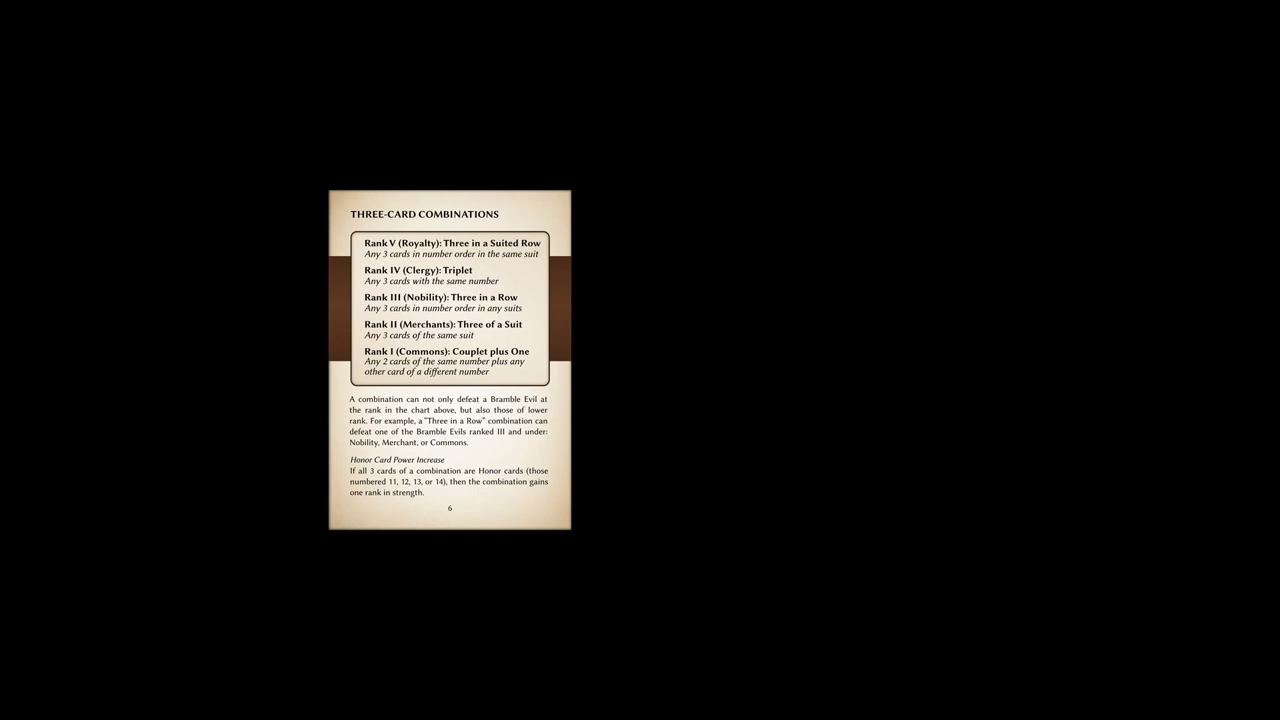 THREE-CARD COMBINATIONS
Rank V (Royalty): Three in a Suited Row
Any 3 cards in number order in the same suit
Rank IV (Clergy): Triplet
Any 3 cards with the same number
Rank III (Nobility): Three in a Row
Any 3 cards in number order in any suits
Rank II (Merchants): Three of a Suit
Any 3 cards of the same suit
Rank I (Commons): Couplet plus One
Any 2 cards of the same number plus any
other card of a different number
A combination can not only defeat a Bramble Evil at
the rank in the chart above, but also those of lower
rank. For example, a "Three in a Row" combination can
defeat one of the Bramble Evils ranked III and under:
Nobility, Merchant, or Commons.
Honor Card Power Increase
If all 3 cards of a combination are Honor cards (those
numbered 11, 12, 13, or 14), then the combination gains
one rank in strength.
6